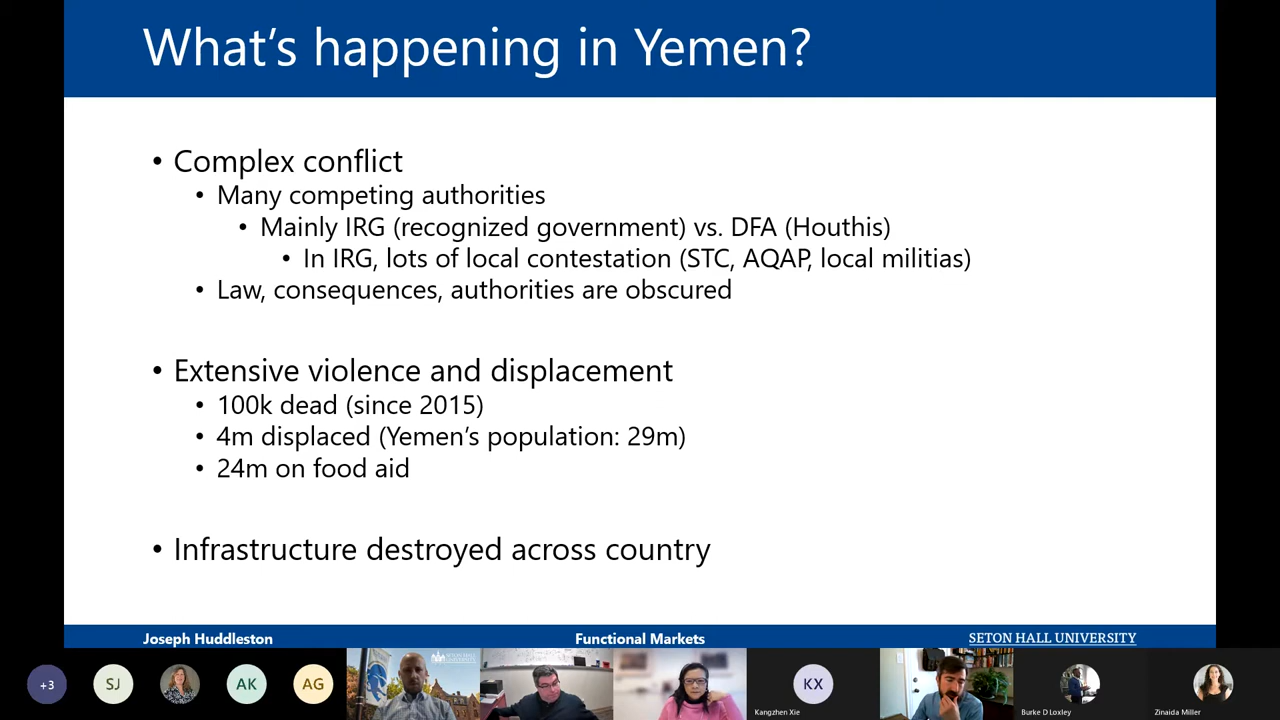 What's happening in Yemen?
• Complex conflict
• Many competing authorities
• Mainly IRG (recognized government) vs. DFA (Houthis)
• In IRG, lots of local contestation (STC, AQAP, local militias)
• Law, consequences, authorities are obscured
• Extensive violence and displacement
• 100k dead (since 2015)
• 4m displaced (Yemen's population: 29m)
• 24m on food aid
• Infrastructure destroyed across country
Joseph Huddleston Functional Markets SETON HALL UNIVERSITY
+3 SJ AK AG SETON HALL UNIVERSITY KX
Kangzhen Xie Burke D Loxley Zinaida Miller